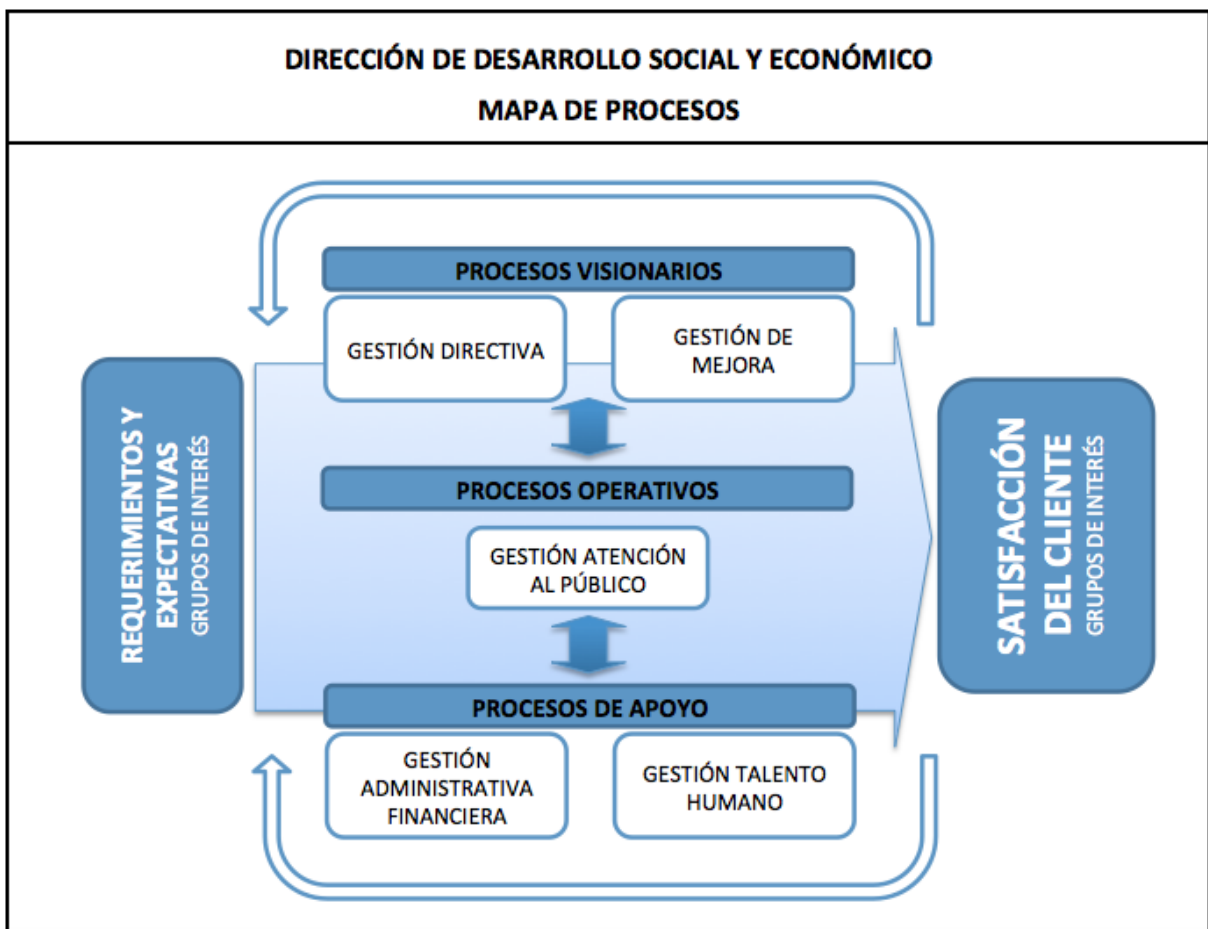 DIRECCIÓN DE DESARROLLO SOCIAL Y ECONÓMICO
MAPA DE PROCESOS
PROCESOS VISIONARIOS
GESTIÓN DIRECTIVA
GESTIÓN DE
MEJORA
REQUERIMIENTOS Y
EXPECTATIVAS
GRUPOS DE INTERÉS
PROCESOS OPERATIVOS
GESTIÓN ATENCIÓN
AL PÚBLICO
SATISFACCIÓN
DEL CLIENTE
GRUPOS DE INTERÉS
PROCESOS DE APOYO
GESTIÓN
ADMINISTRATIVA
FINANCIERA
GESTIÓN TALENTO
HUMANO